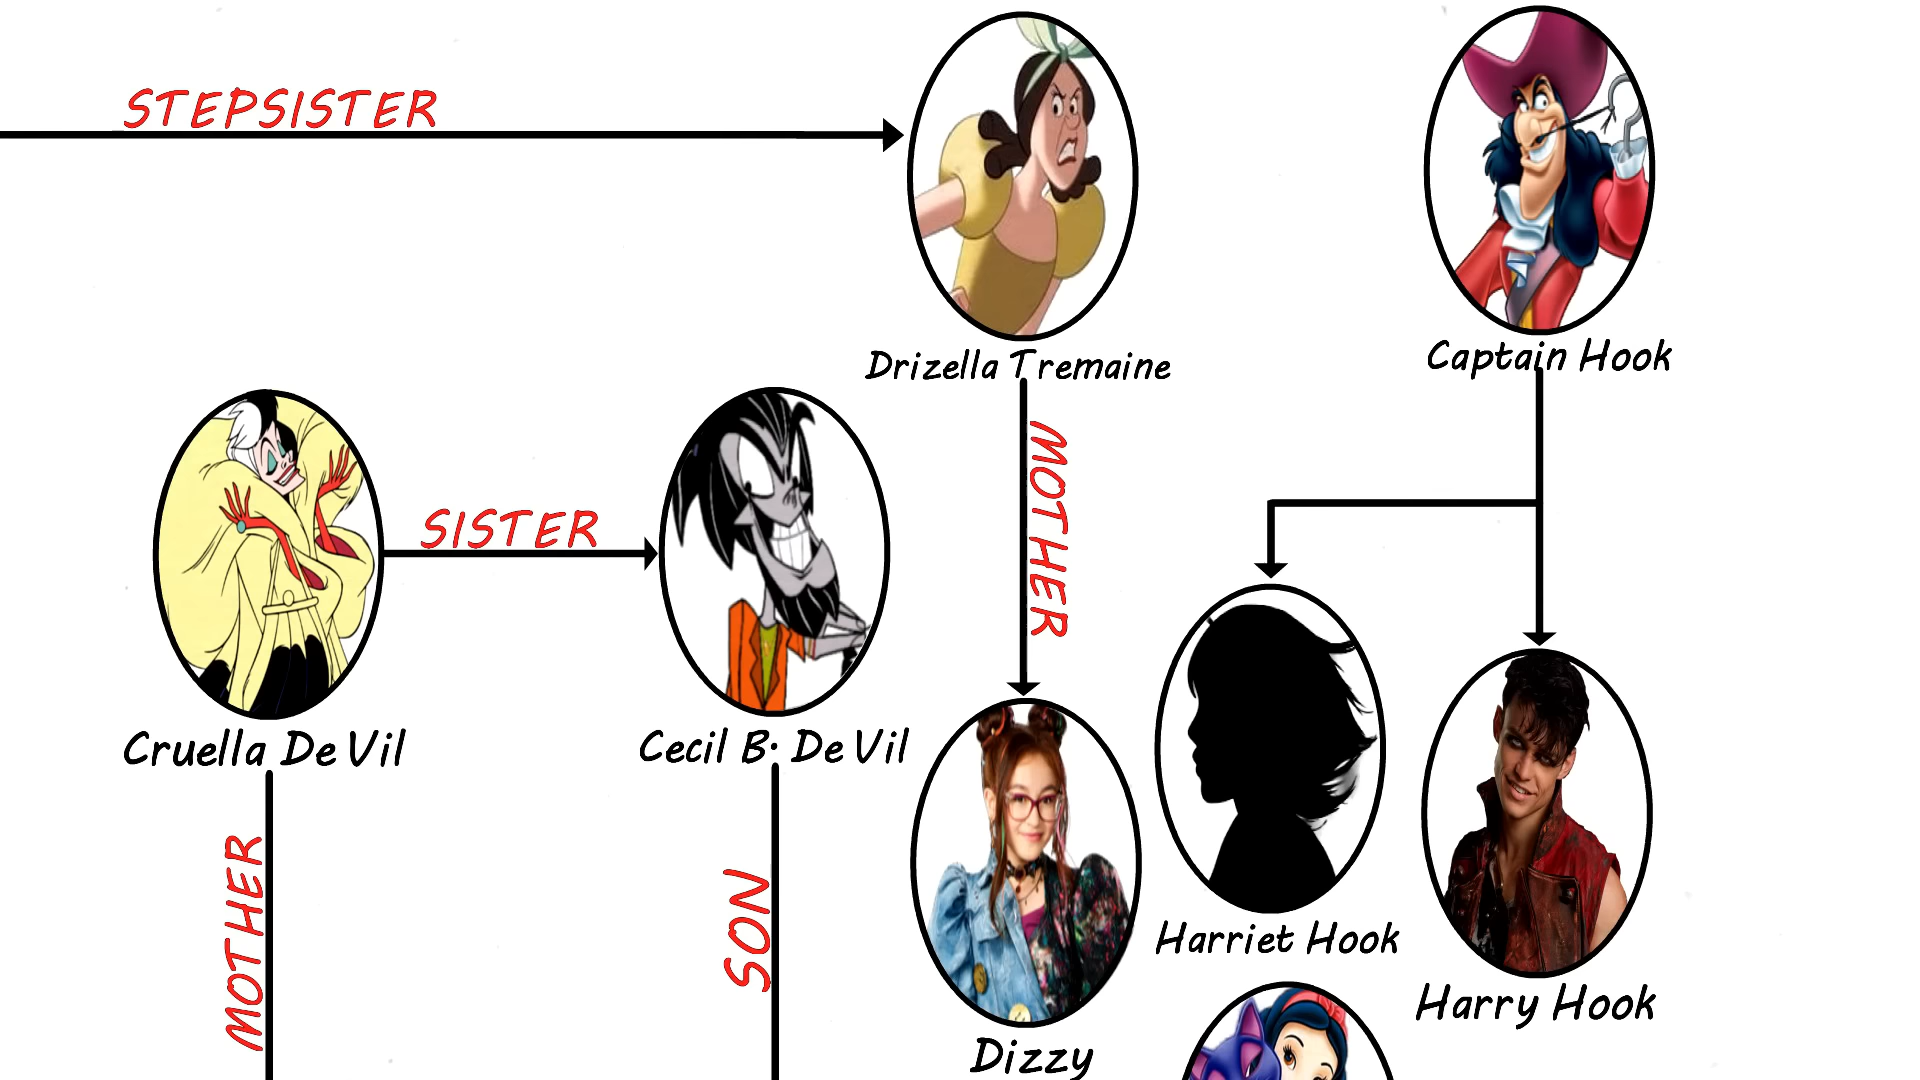 STEPSISTER
Drizella Tremaine
Captain Hook
SISTER
MOTHER
Cruella De Vil
Cecil B. De Vil
MOTHER
SON
Harriet Hook
Harry Hook
Dizzy